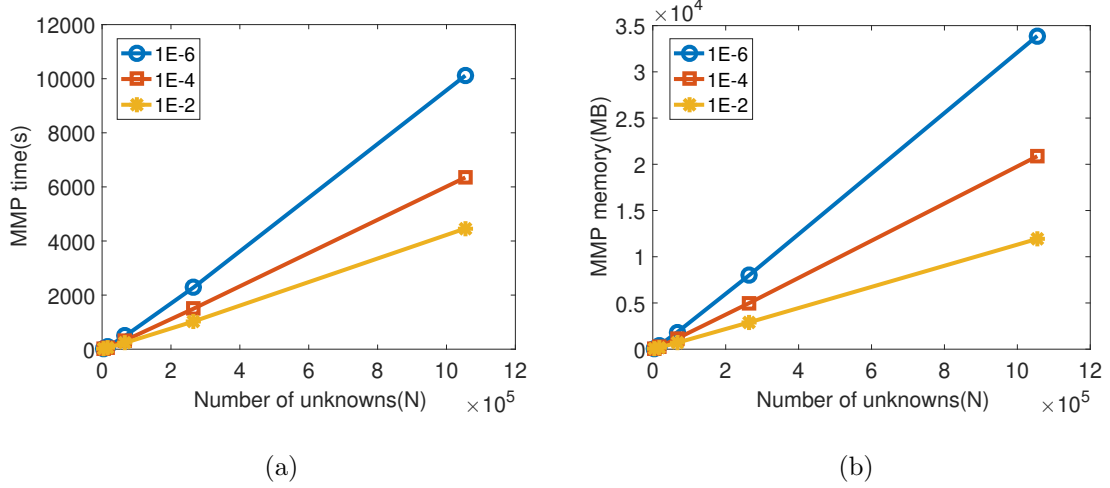 12000
10000
8000
6000
4000
2000
0
MMP time(s)
1E-6
1E-4
1E-2
0 2 4 6 8 10 12
Number of unknowns(N) ×10^5
(a)
×10^4
3.5
3
2.5
2
1.5
1
0.5
0
MMP memory(MB)
1E-6
1E-4
1E-2
0 2 4 6 8 10 12
Number of unknowns(N) ×10^5
(b)